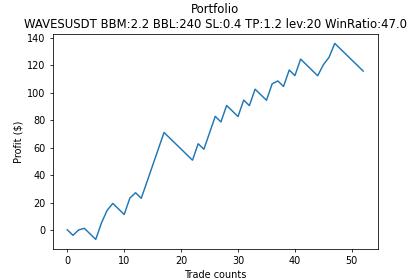 Portfolio
WAVESUSDT BBM:2.2 BBL:240 SL:0.4 TP:1.2 lev:20 WinRatio:47.0
140
120
100
80
60
40
20
0
Profit ($)
0 10 20 30 40 50
Trade counts